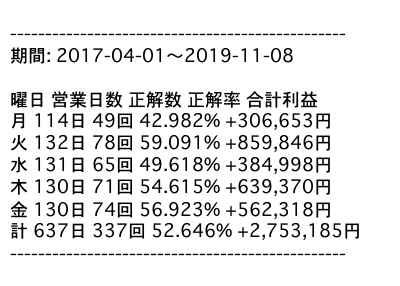 ------------------------------------------------
期間: 2017-04-01〜2019-11-08
曜日 営業日数 正解数 正解率 合計利益
月 114日 49回 42.982% +306,653円
火 132日 78回 59.091% +859,846円
水 131日 65回 49.618% +384,998円
木 130日 71回 54.615% +639,370円
金 130日 74回 56.923% +562,318円
計 637日 337回 52.646% +2,753,185円
------------------------------------------------